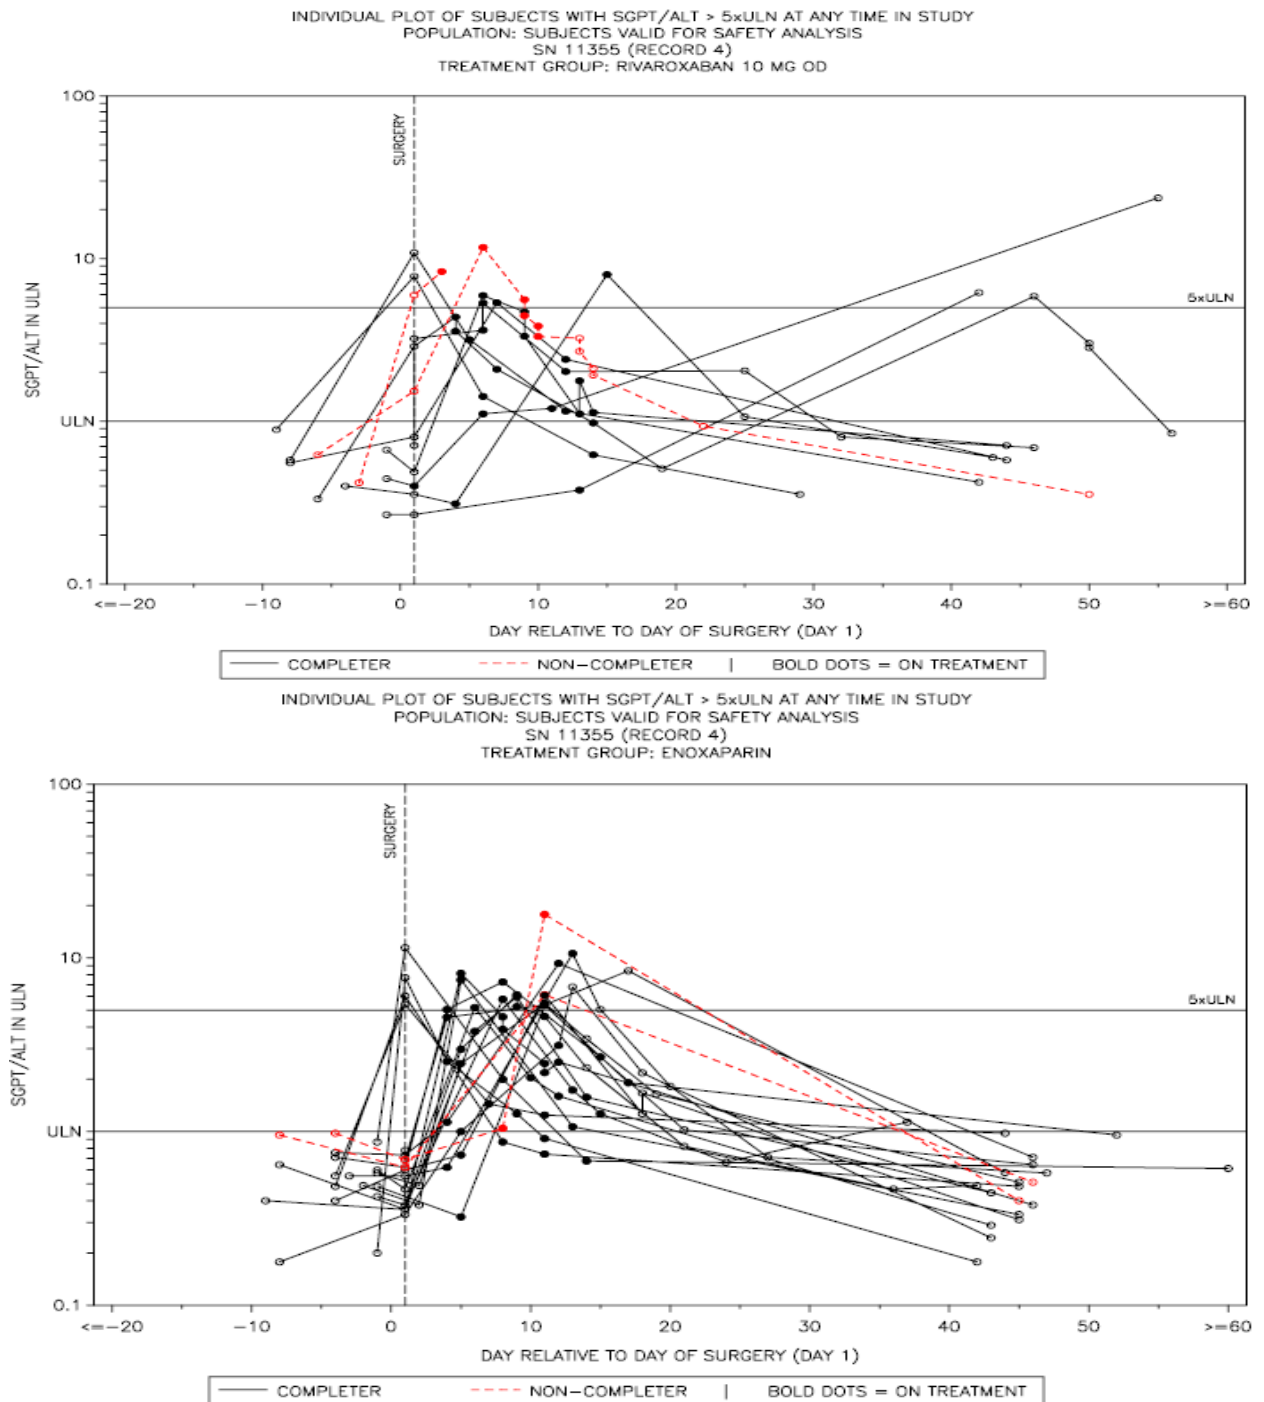 INDIVIDUAL PLOT OF SUBJECTS WITH SGPT/ALT > 5xULN AT ANY TIME IN STUDY
POPULATION: SUBJECTS VALID FOR SAFETY ANALYSIS
SN 11355 (RECORD 4)
TREATMENT GROUP: RIVAROXABAN 10 MG OD
100
SURGERY
10
5xULN
SGPT/ALT IN ULN
ULN
0.1
<=-20 -10 0 10 20 30 40 50 >=60
DAY RELATIVE TO DAY OF SURGERY (DAY 1)
COMPLETER NON-COMPLETER | BOLD DOTS = ON TREATMENT
INDIVIDUAL PLOT OF SUBJECTS WITH SGPT/ALT > 5xULN AT ANY TIME IN STUDY
POPULATION: SUBJECTS VALID FOR SAFETY ANALYSIS
SN 11355 (RECORD 4)
TREATMENT GROUP: ENOXAPARIN
100
SURGERY
10
5xULN
SGPT/ALT IN ULN
ULN
0.1
<=-20 -10 0 10 20 30 40 50 >=60
DAY RELATIVE TO DAY OF SURGERY (DAY 1)
COMPLETER NON-COMPLETER | BOLD DOTS = ON TREATMENT